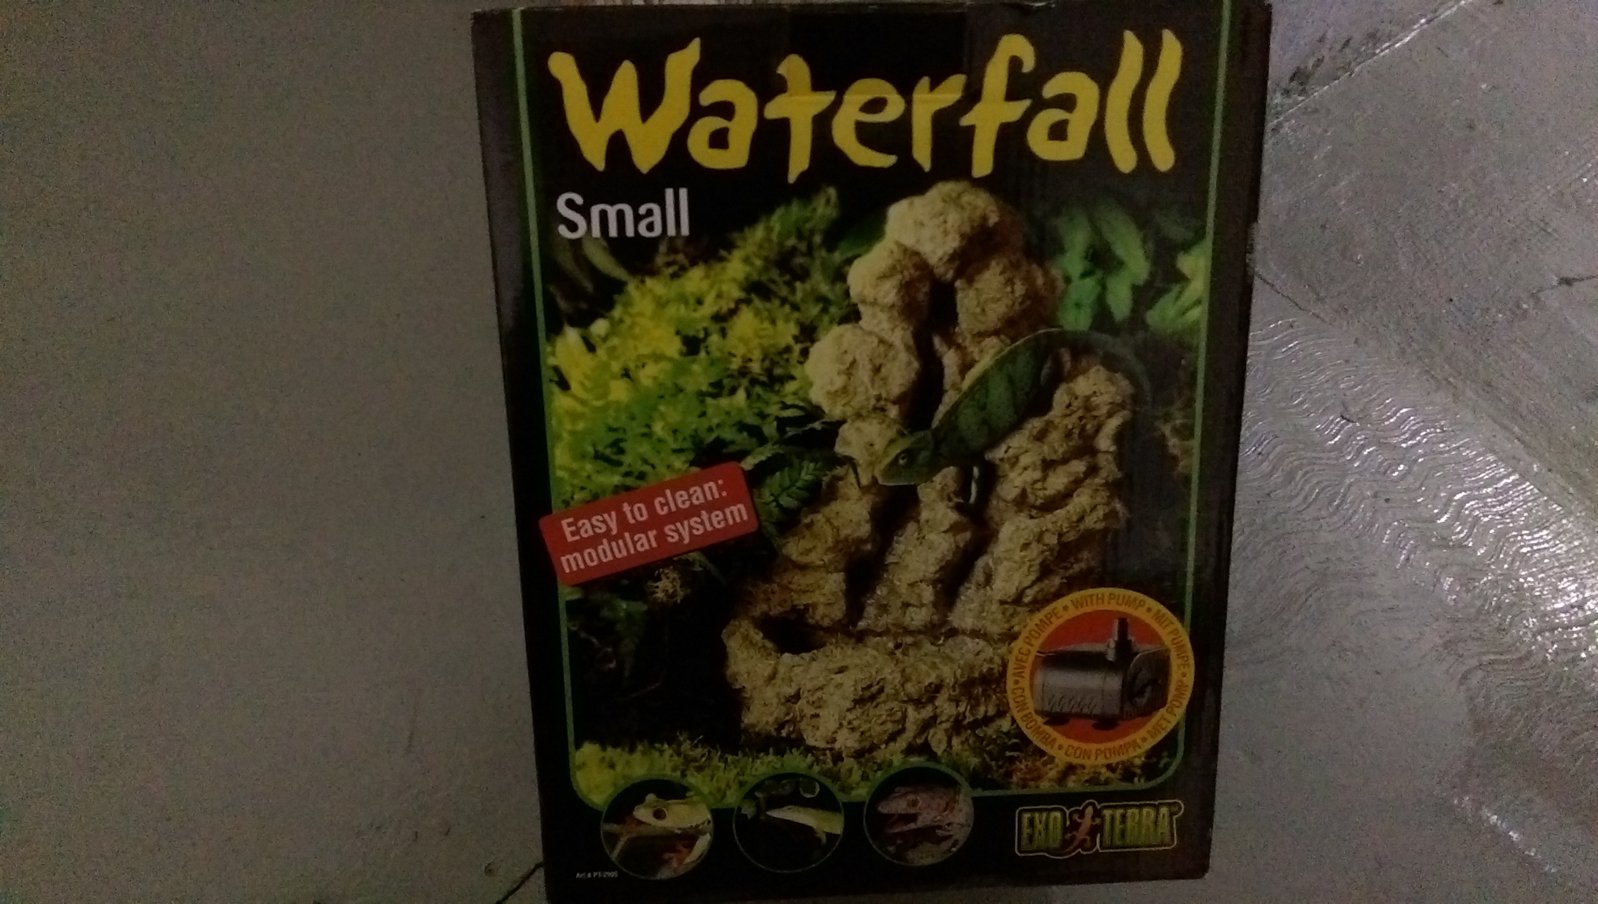 Waterfall
Small
Easy to clean:
modular system
AVEC POMPE • WITH PUMP • MIT PUMPE • MET POMP • CON POMPA • CON BOMBA •
EXO TERRA